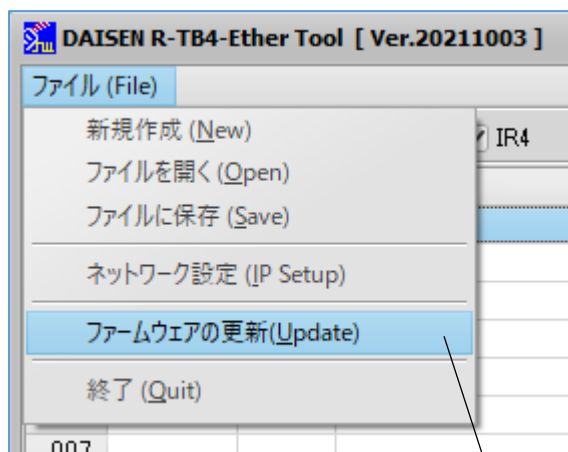 DAISEN R-TB4-Ether Tool [ Ver.20211003 ]
ファイル (File)
新規作成 (New)
IR4
ファイルを開く (Open)
ファイルに保存 (Save)
ネットワーク設定 (IP Setup)
ファームウェアの更新(Update)
終了 (Quit)
007